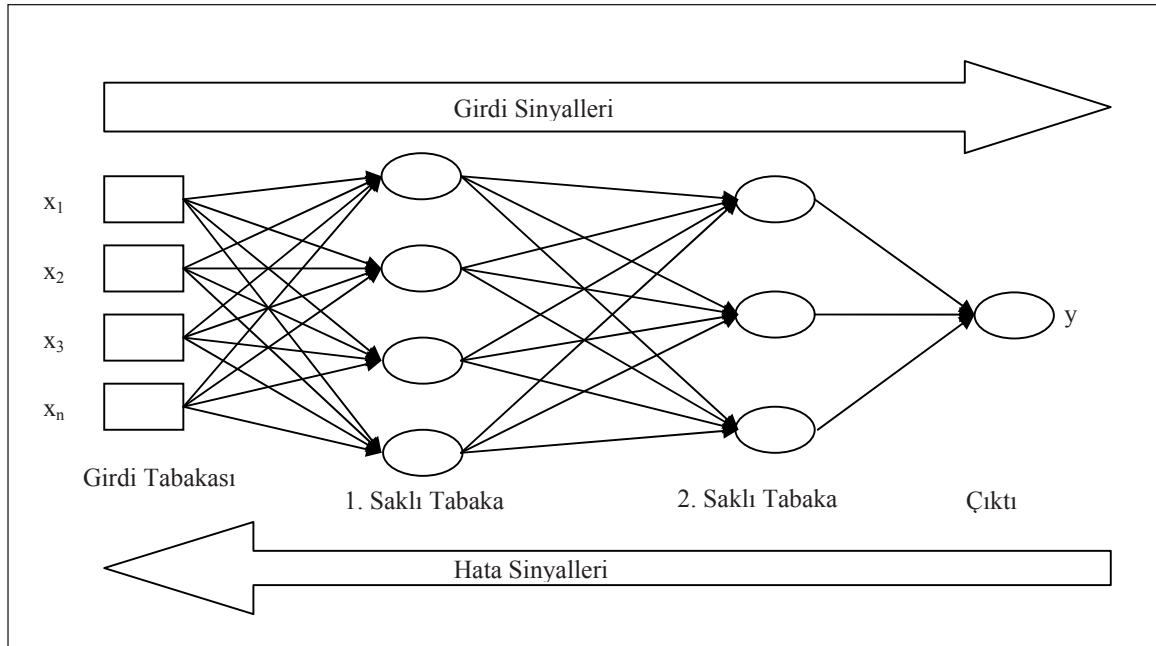 Girdi Sinyalleri
x1
x2
x3
xn
y
Girdi Tabakası
1. Saklı Tabaka
2. Saklı Tabaka
Çıktı
Hata Sinyalleri